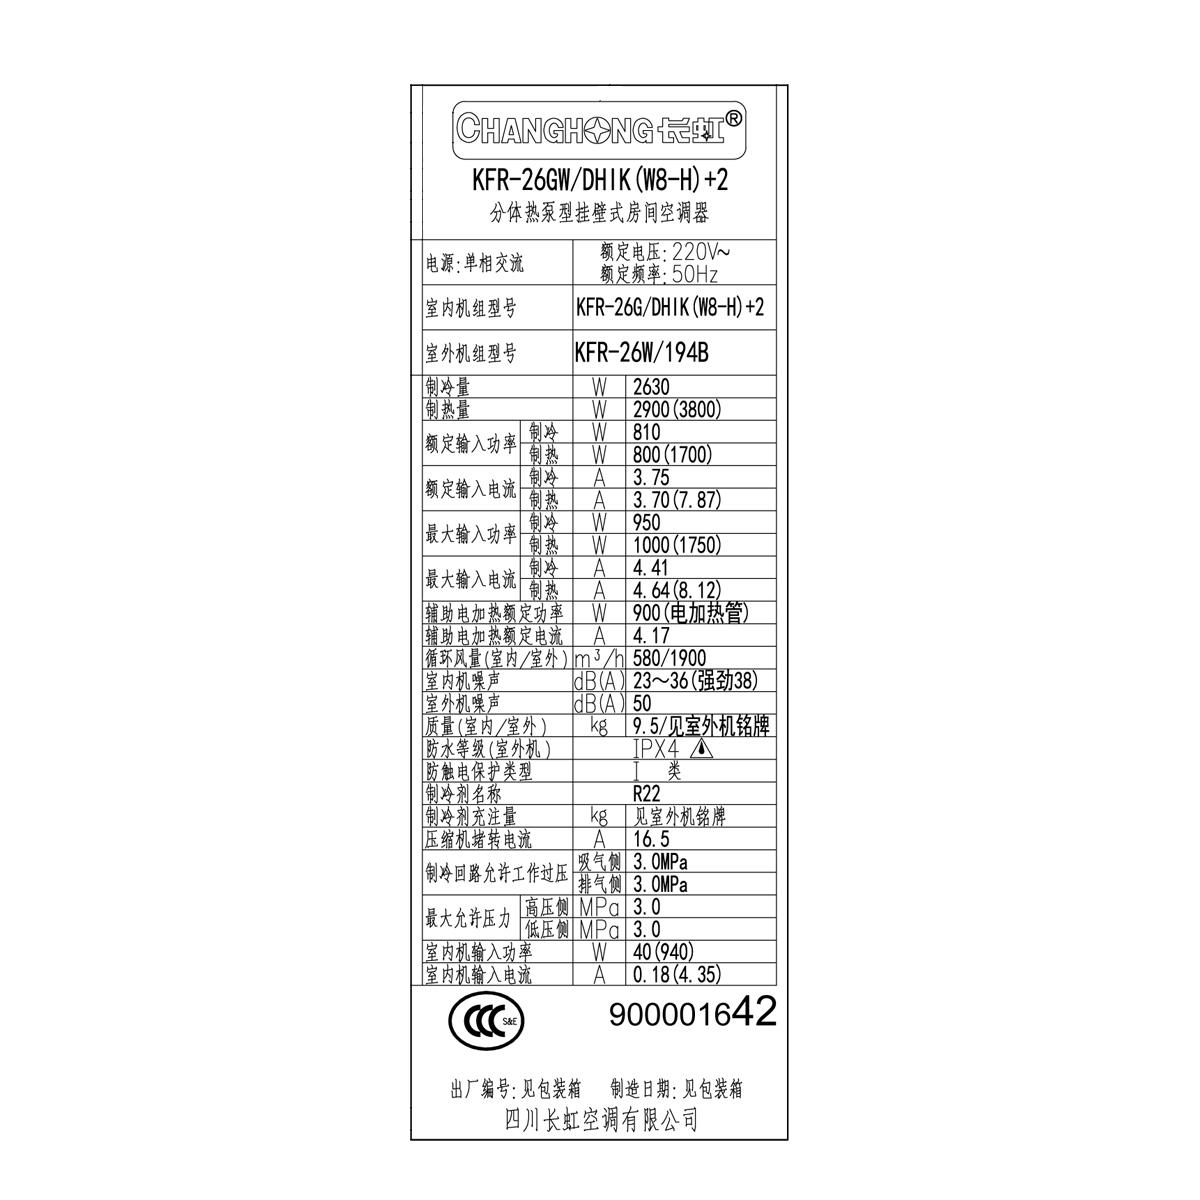 CHANGHONG 长虹®
KFR-26GW/DHIK(W8-H)+2
分体热泵型挂壁式房间空调器
电源:单相交流 额定电压:220V~
额定频率:50Hz
室内机组型号 KFR-26G/DHIK(W8-H)+2
室外机组型号 KFR-26W/194B
制冷量 W 2630
制热量 W 2900(3800)
额定输入功率 制冷 W 810
制热 W 800(1700)
额定输入电流 制冷 A 3.75
制热 A 3.70(7.87)
最大输入功率 制冷 W 950
制热 W 1000(1750)
最大输入电流 制冷 A 4.41
制热 A 4.64(8.12)
辅助电加热额定功率 W 900(电加热管)
辅助电加热额定电流 A 4.17
循环风量(室内/室外) m³/h 580/1900
室内机噪声 dB(A) 23~36(强劲38)
室外机噪声 dB(A) 50
质量(室内/室外) kg 9.5/见室外机铭牌
防水等级(室外机) IPX4
防触电保护类型 I 类
制冷剂名称 R22
制冷剂充注量 kg 见室外机铭牌
压缩机堵转电流 A 16.5
制冷回路允许工作过压 吸气侧 3.0MPa
排气侧 3.0MPa
最大允许压力 高压侧 MPa 3.0
低压侧 MPa 3.0
室内机输入功率 W 40(940)
室内机输入电流 A 0.18(4.35)
CCC S&E 900001642
出厂编号:见包装箱 制造日期:见包装箱
四川长虹空调有限公司